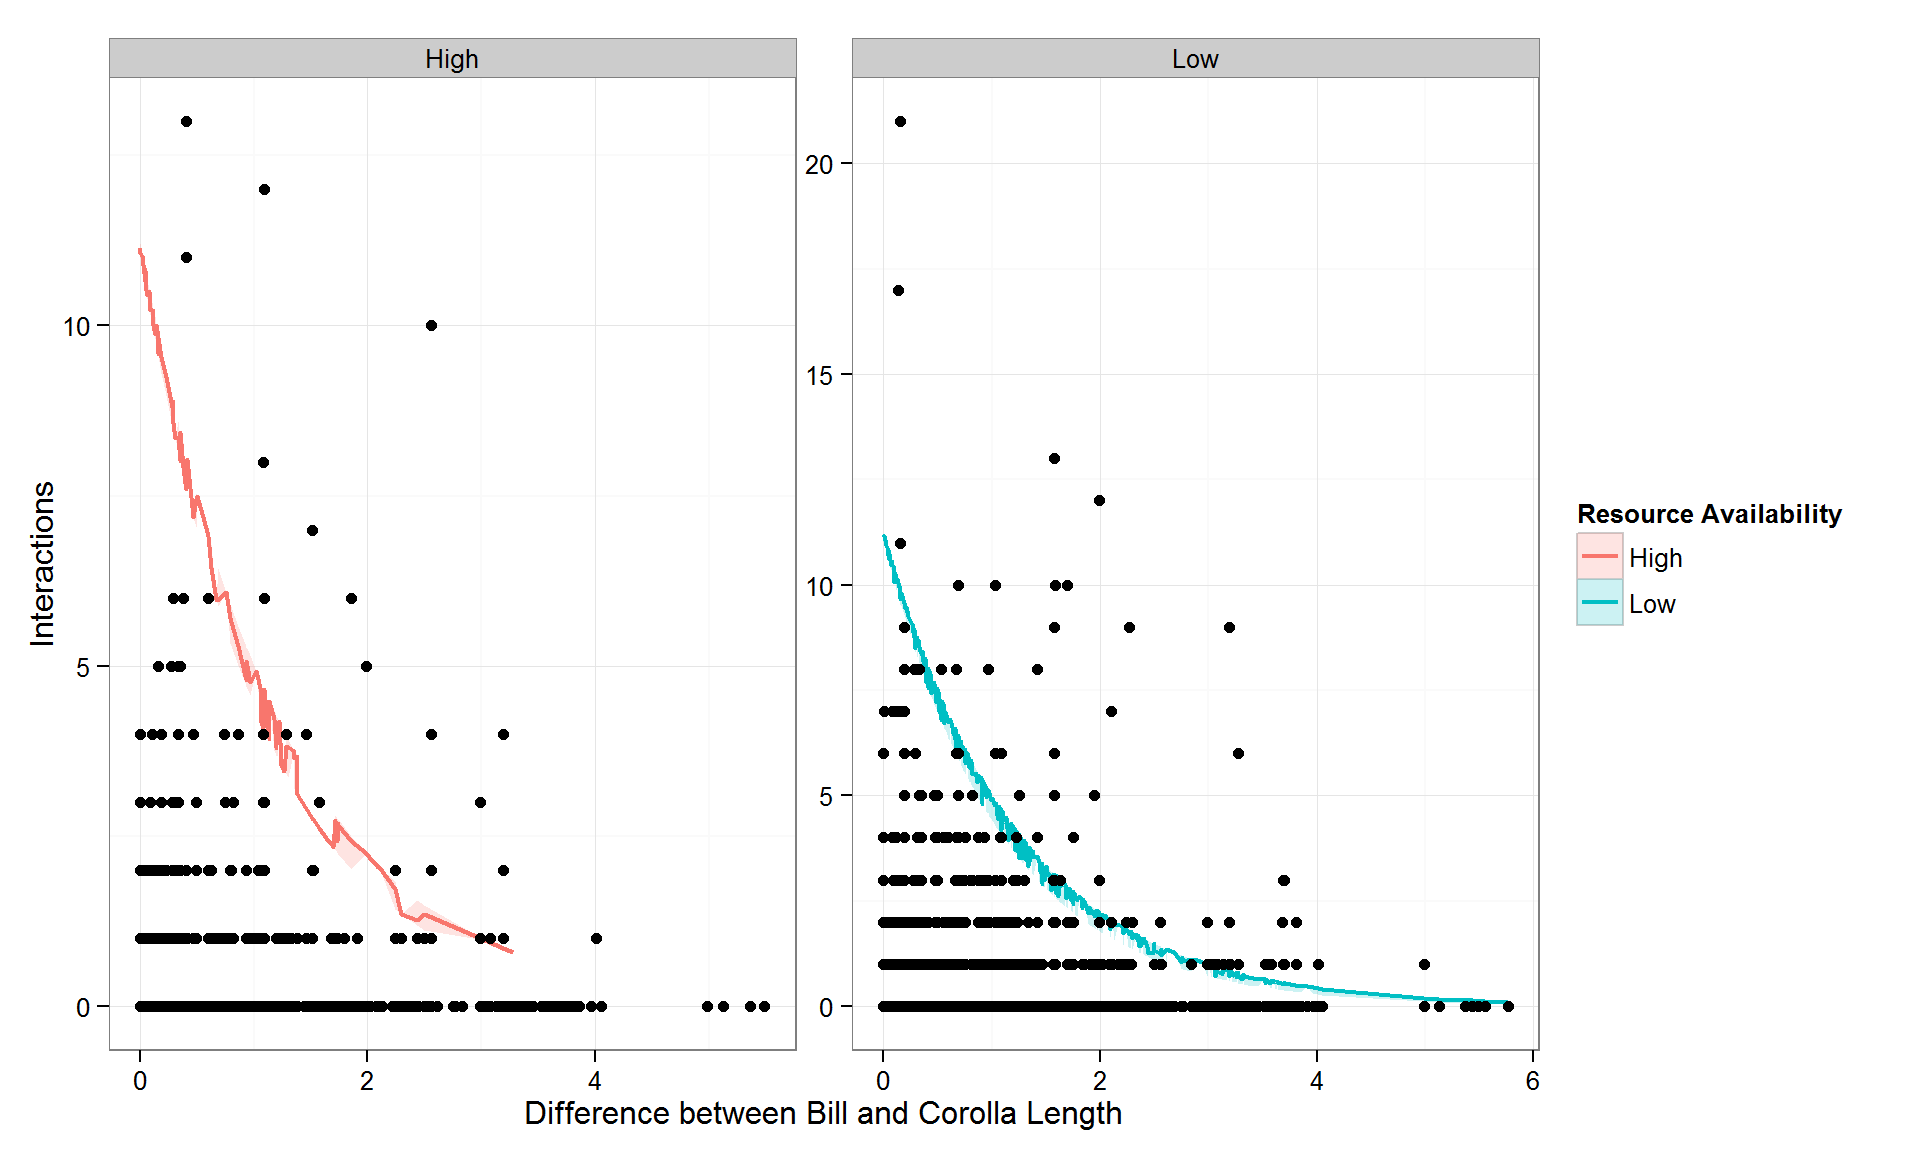 High
Low
10
5
0
20
15
10
5
0
Interactions
0 2 4
0 2 4 6
Difference between Bill and Corolla Length
Resource Availability
High
Low